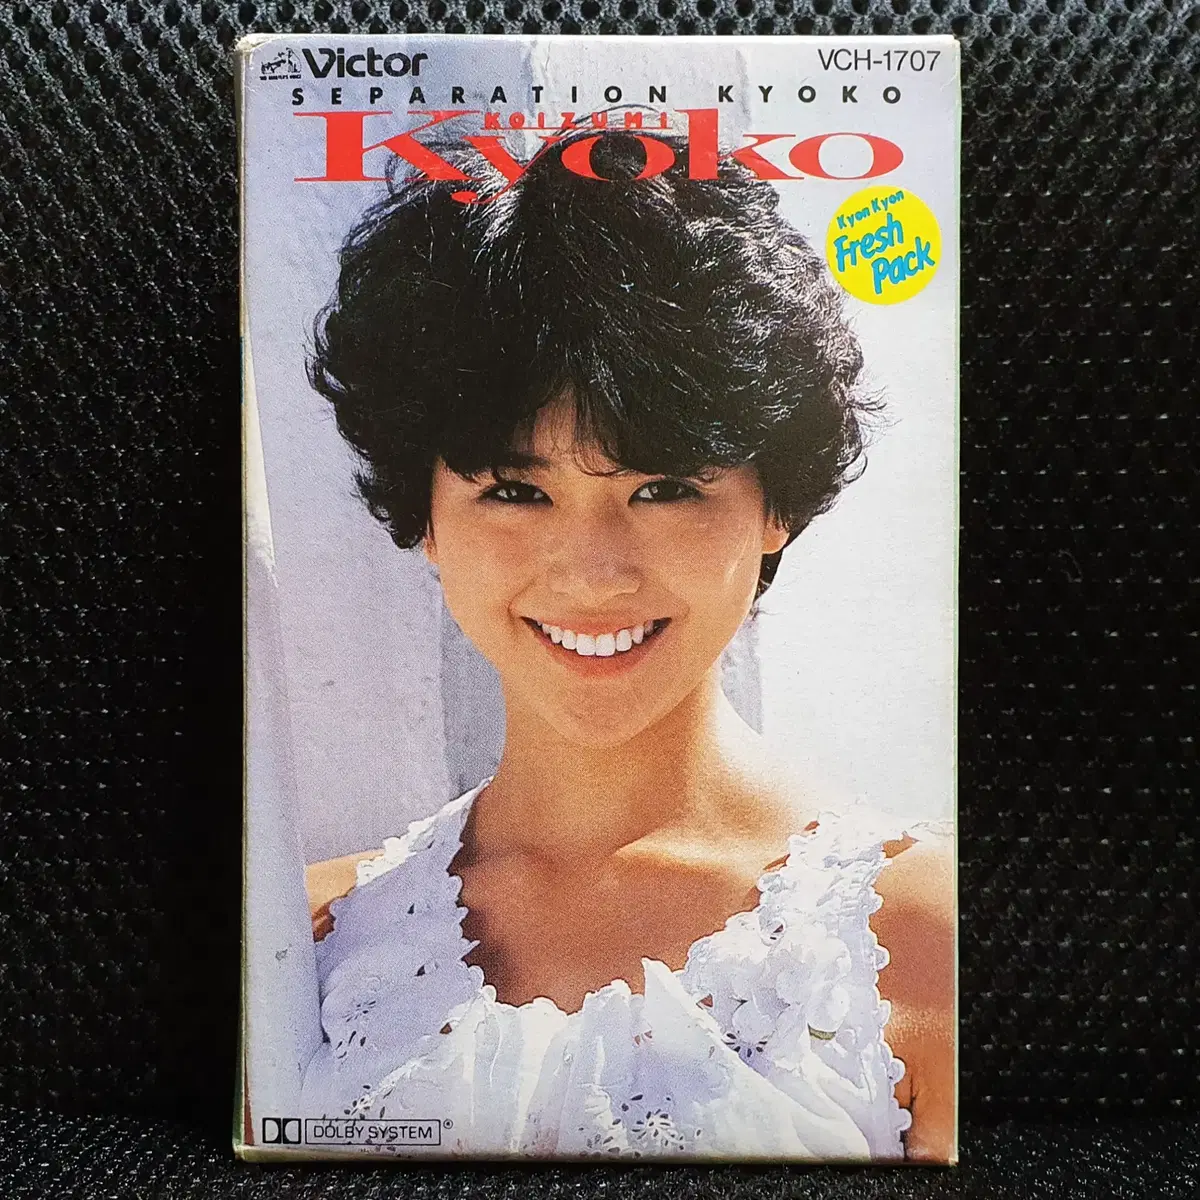 Victor
VCH-1707
SEPARATION KYOKO
KOIZUMI
Kyoko
Kyon Kyon
Fresh
Pack
DOLBY SYSTEM®